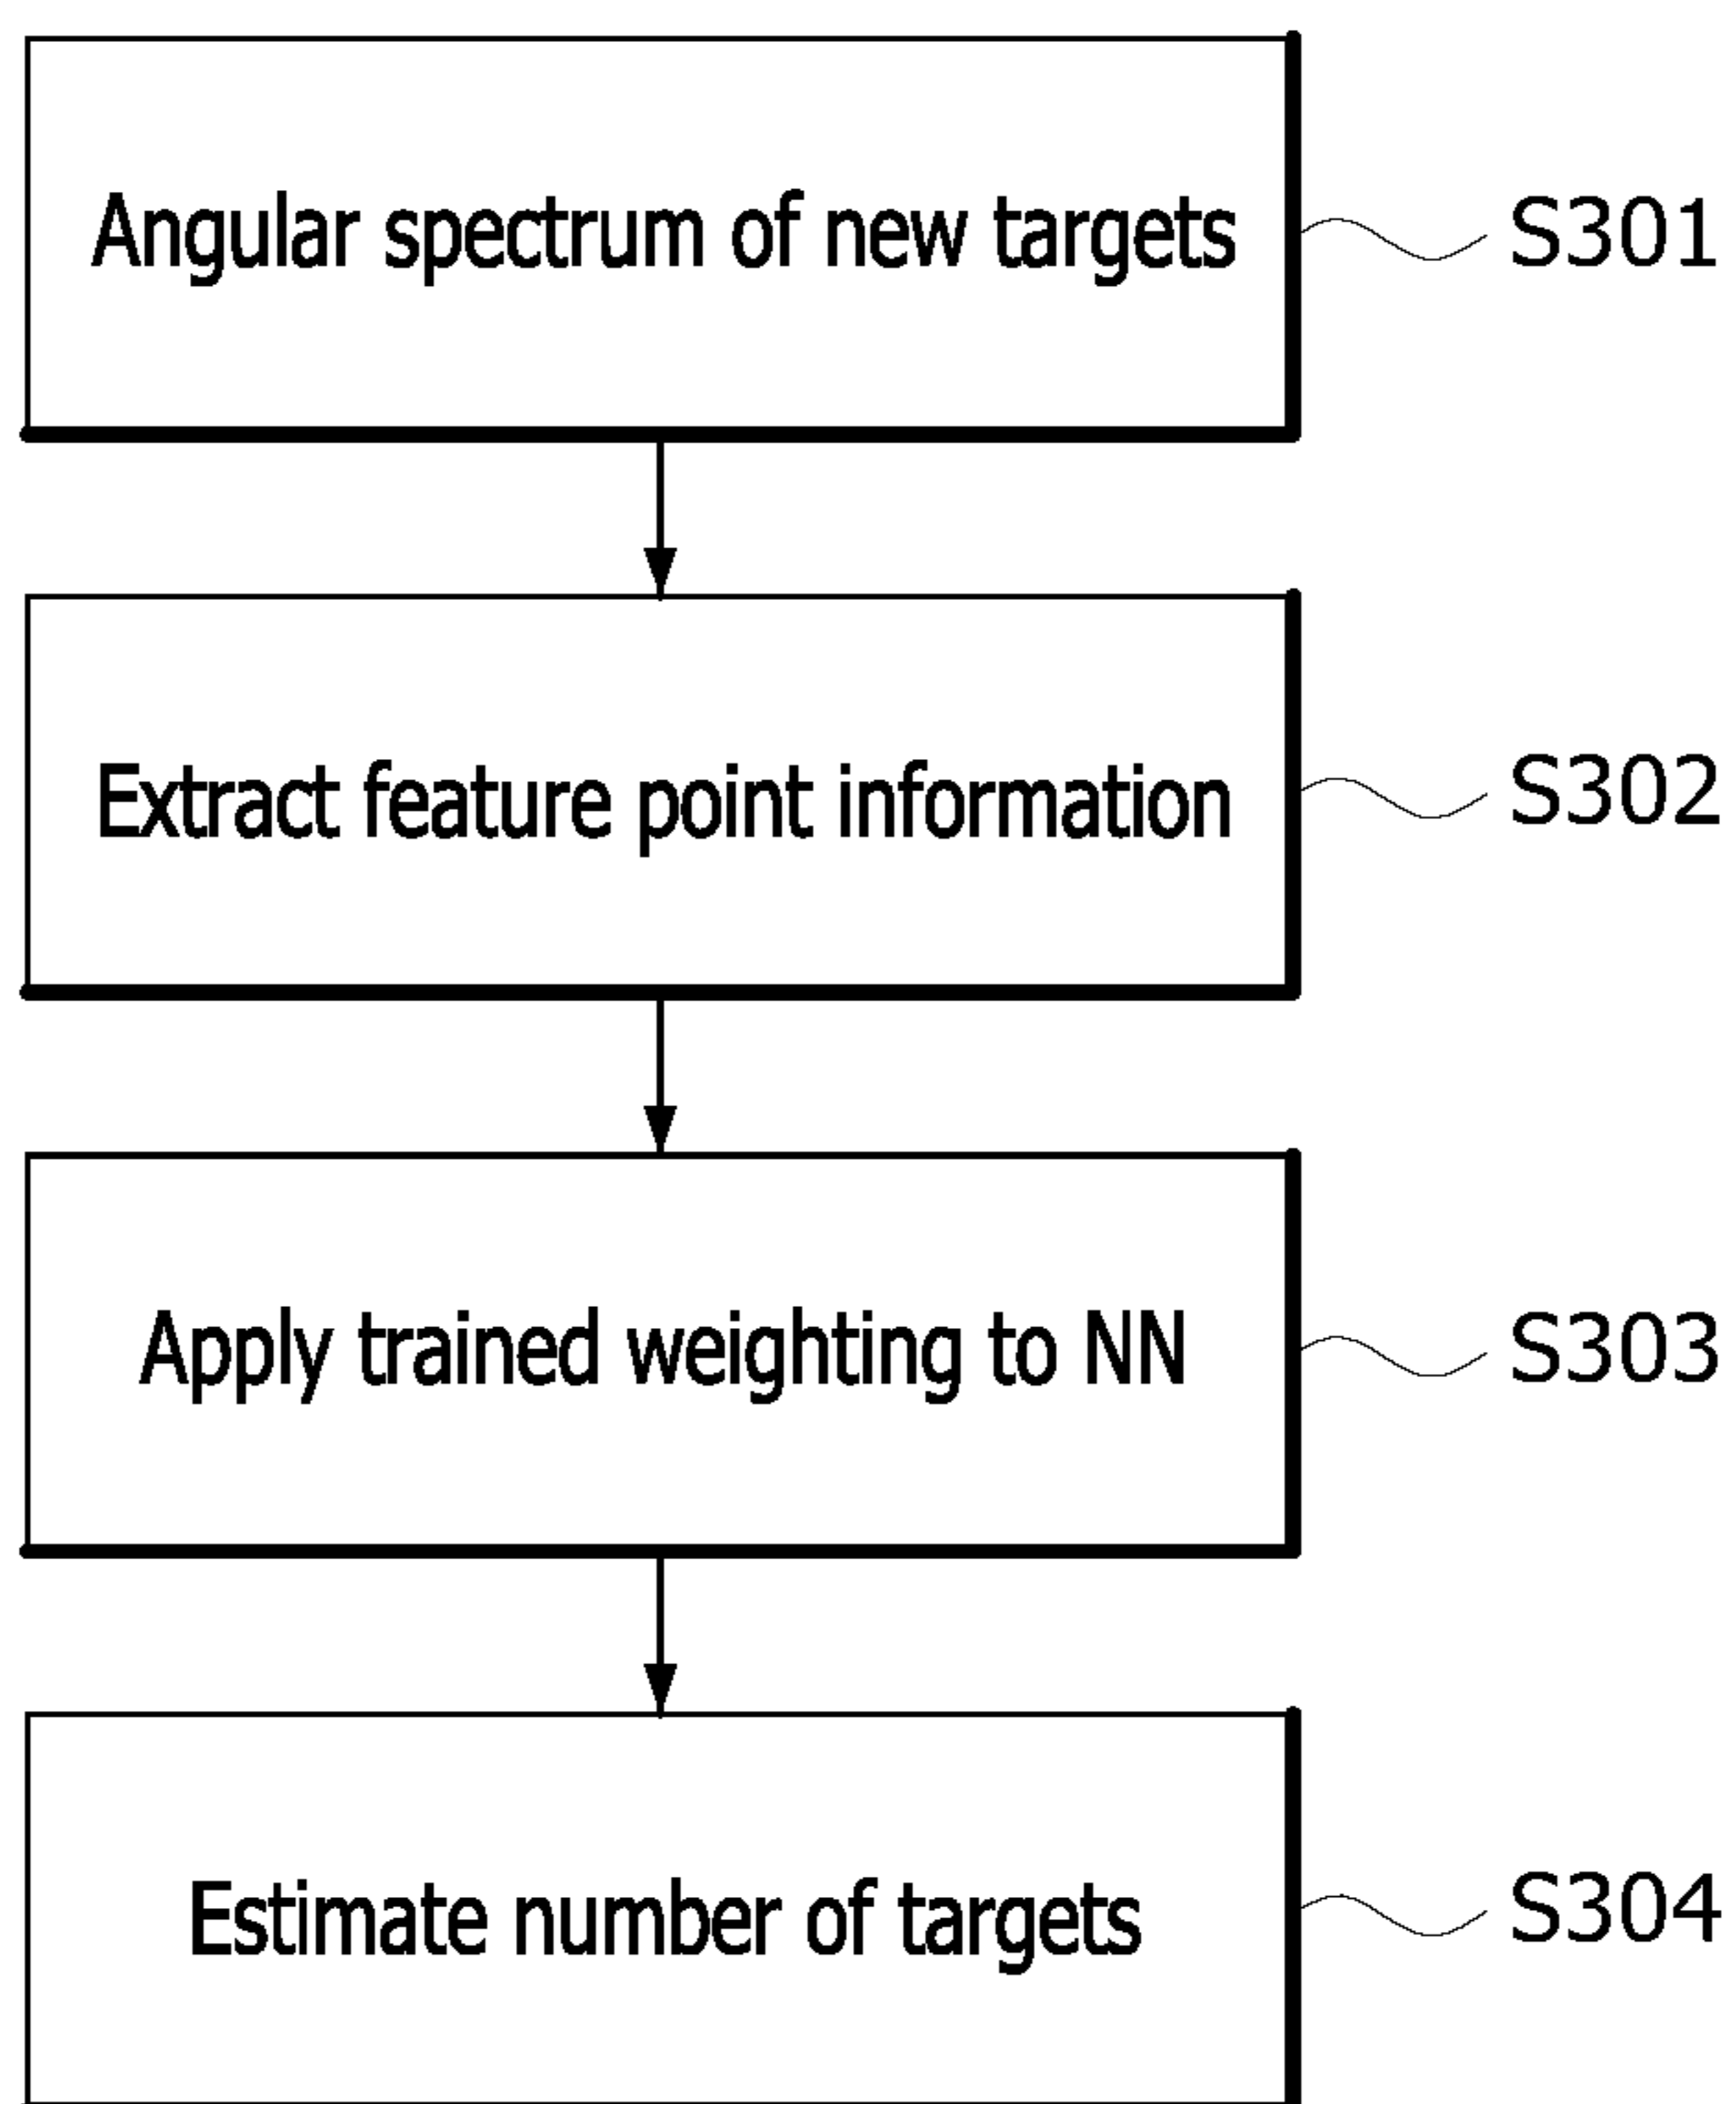 Angular spectrum of new targets
S301
Extract feature point information
S302
Apply trained weighting to NN
S303
Estimate number of targets
S304